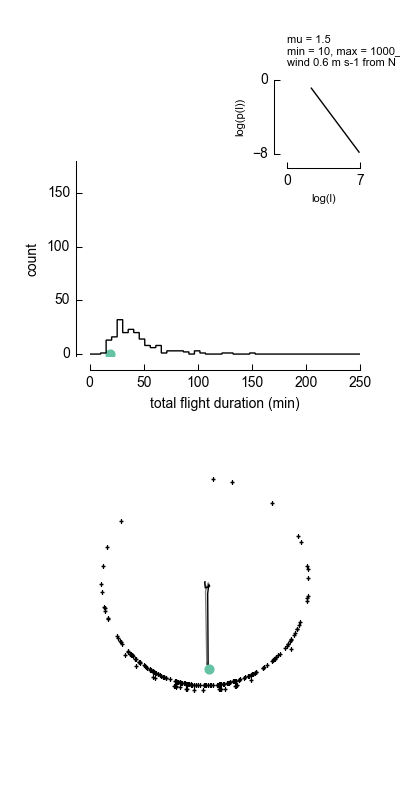 mu = 1.5
min = 10, max = 1000_
wind 0.6 m s-1 from N
0
log(p(l))
−8
0
7
log(l)
150
100
count
50
0
0
50
100
150
200
250
total flight duration (min)